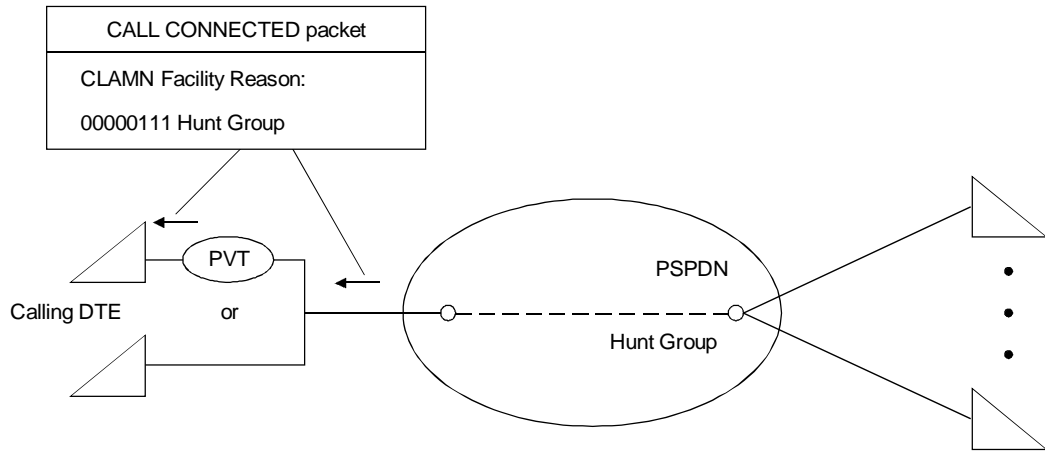 CALL CONNECTED packet
CLAMN Facility Reason:
00000111 Hunt Group
PVT
PSPDN
Calling DTE
or
Hunt Group